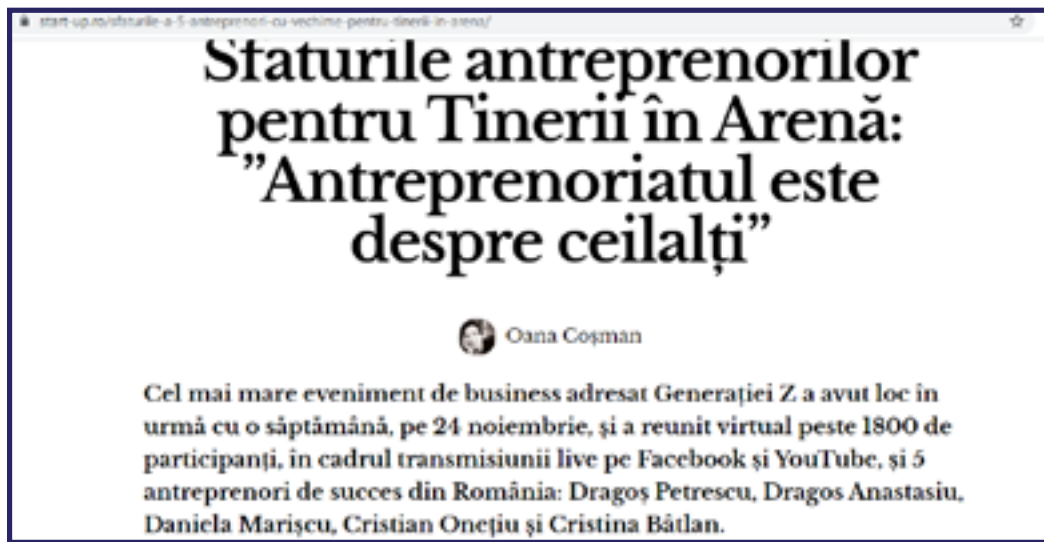 start-up.ro/sfaturile-a-5-antreprenori-cu-vechime-pentru-tinerii-in-arena/
Sfaturile antreprenorilor
pentru Tinerii în Arenă:
”Antreprenoriatul este
despre ceilalți”
Oana Coșman
Cel mai mare eveniment de business adresat Generației Z a avut loc în
urmă cu o săptămână, pe 24 noiembrie, și a reunit virtual peste 1800 de
participanți, în cadrul transmisiunii live pe Facebook și YouTube, și 5
antreprenori de succes din România: Dragoș Petrescu, Dragos Anastasiu,
Daniela Marișcu, Cristian Onețiu și Cristina Bâtlan.